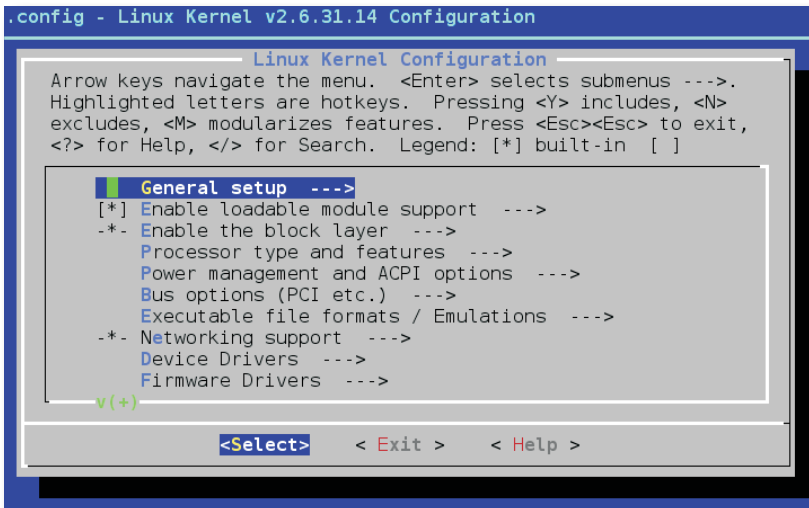 .config - Linux Kernel v2.6.31.14 Configuration
Linux Kernel Configuration
Arrow keys navigate the menu.  <Enter> selects submenus --->.
Highlighted letters are hotkeys.  Pressing <Y> includes, <N>
excludes, <M> modularizes features.  Press <Esc><Esc> to exit,
<?> for Help, </> for Search.  Legend: [*] built-in  [ ]
General setup  --->
[*] Enable loadable module support  --->
-*- Enable the block layer  --->
Processor type and features  --->
Power management and ACPI options  --->
Bus options (PCI etc.)  --->
Executable file formats / Emulations  --->
-*- Networking support  --->
Device Drivers  --->
Firmware Drivers  --->
v(+)
<Select>    < Exit >    < Help >